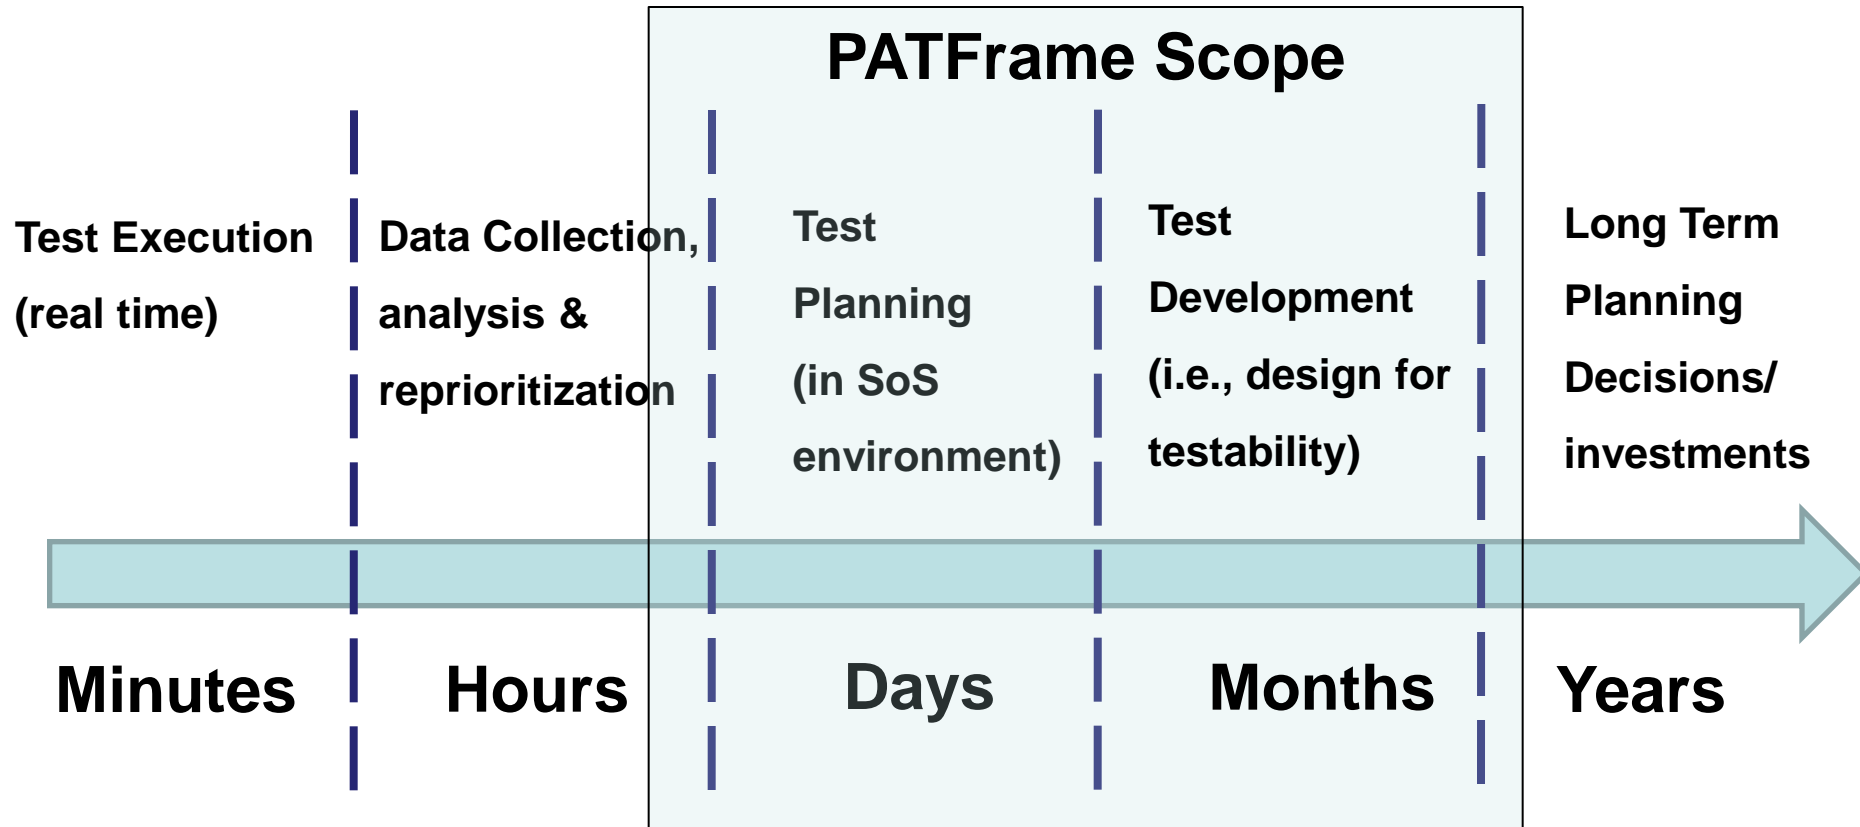 PATFrame Scope
Test Execution
(real time)
Data Collection,
analysis &
reprioritization
Test
Planning
(in SoS
environment)
Test
Development
(i.e., design for
testability)
Long Term
Planning
Decisions/
investments
Minutes
Hours
Days
Months
Years